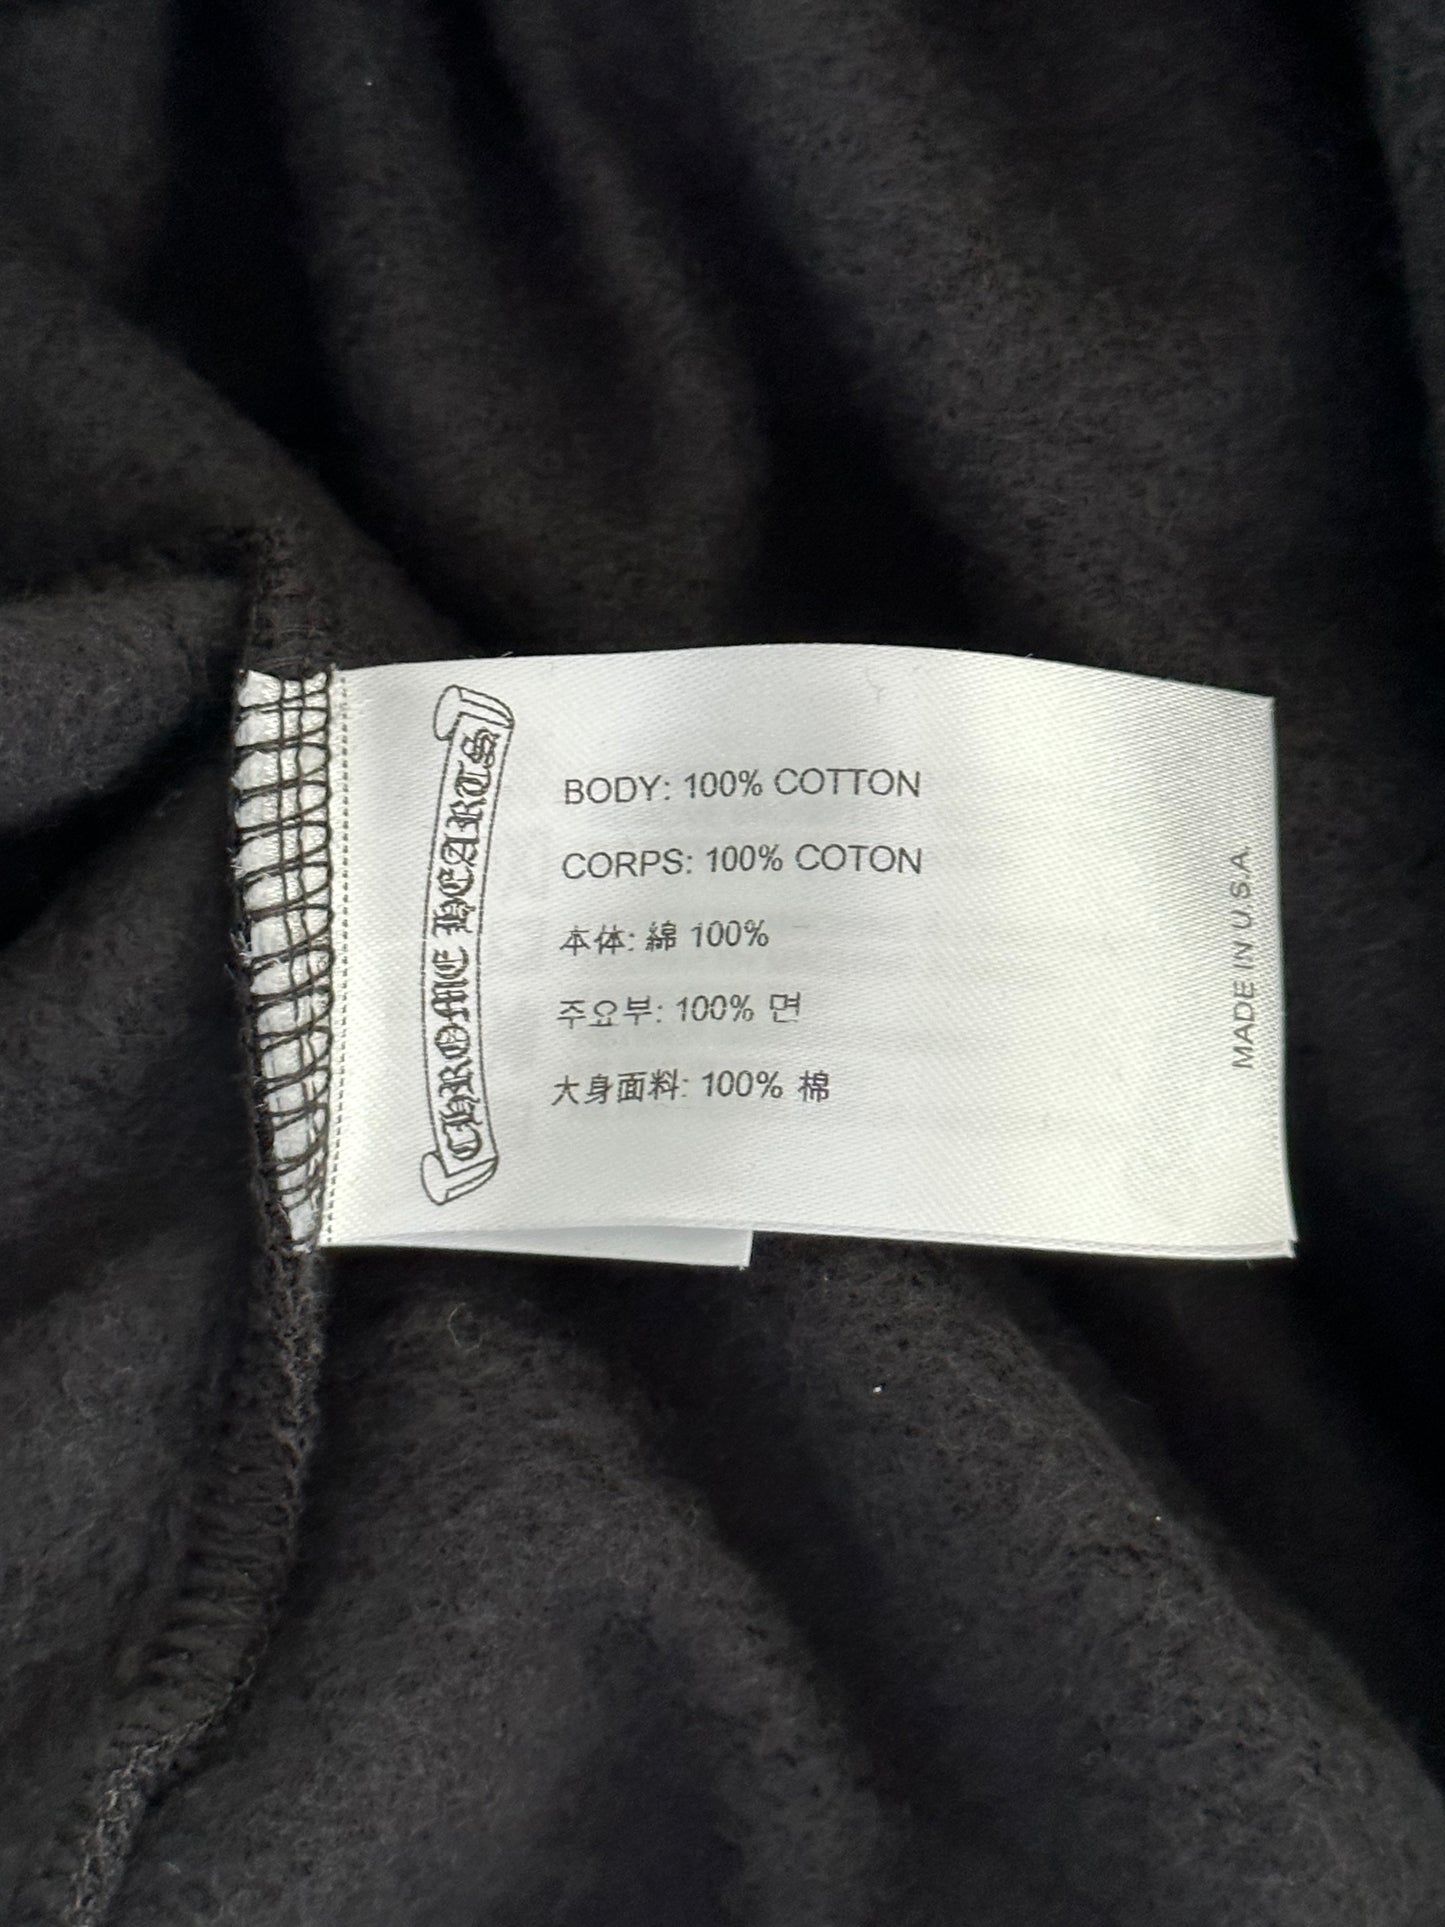 CHROME HEARTS
BODY: 100% COTTON
CORPS: 100% COTON
本体: 綿 100%
주요부: 100% 면
大身面料: 100% 棉
MADE IN U.S.A.